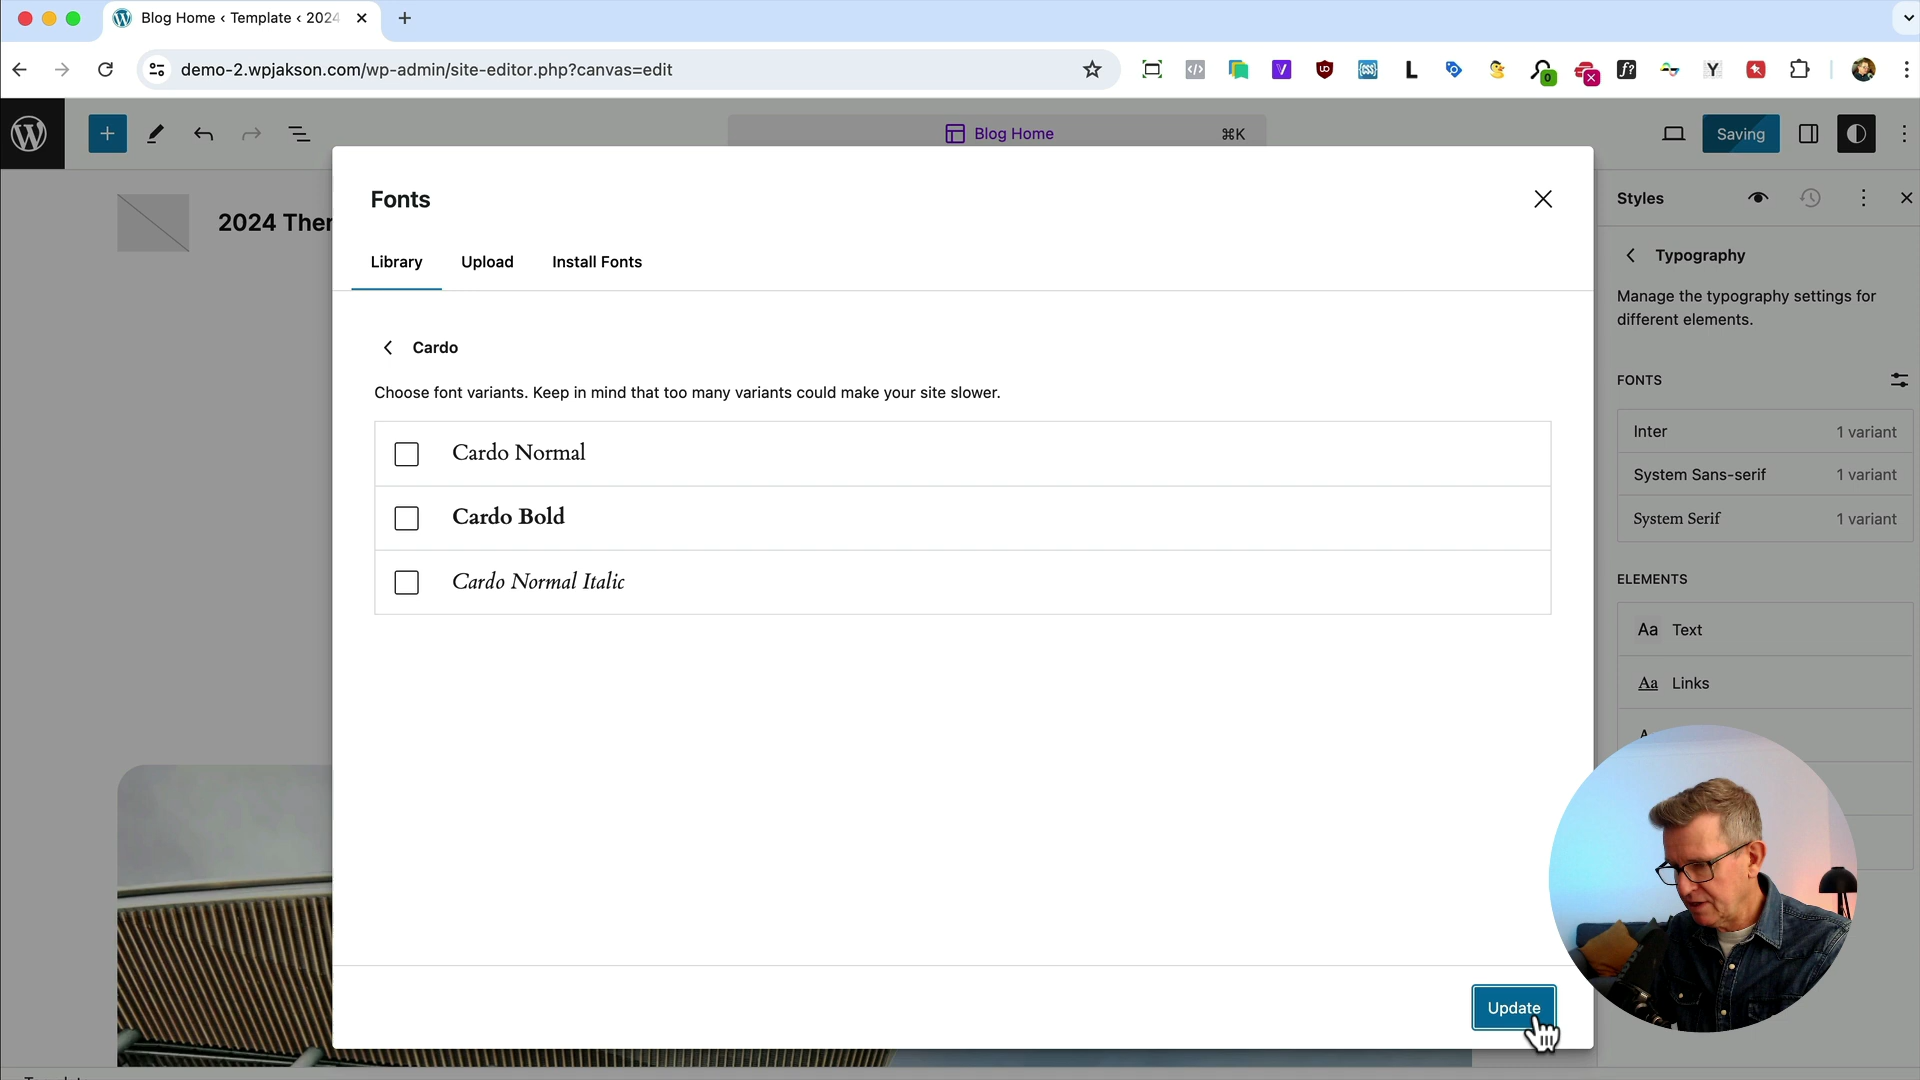 Blog Home ‹ Template ‹ 2024
demo-2.wpjakson.com/wp-admin/site-editor.php?canvas=edit
Blog Home
⌘K
Saving
2024 Ther
Fonts
Library
Upload
Install Fonts
Cardo
Choose font variants. Keep in mind that too many variants could make your site slower.
Cardo Normal
Cardo Bold
Cardo Normal Italic
Update
Styles
Typography
Manage the typography settings for
different elements.
FONTS
Inter
1 variant
System Sans-serif
1 variant
System Serif
1 variant
ELEMENTS
Aa Text
Aa Links